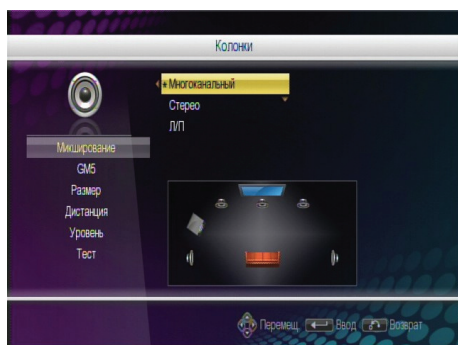 Колонки
★ Многоканальный
Стерео
Л/П
Микширование
GM5
Размер
Дистанция
Уровень
Тест
Перемещ. Ввод Возврат